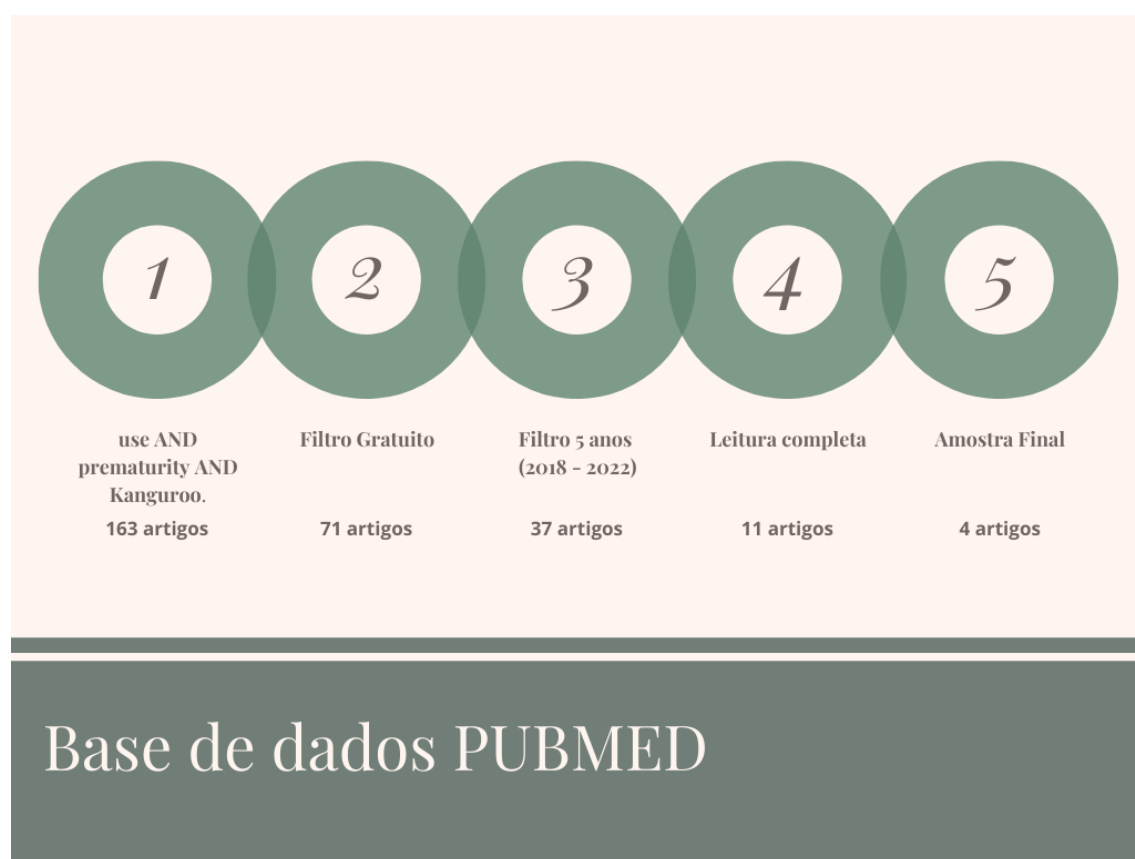 1
2
3
4
5
use AND
prematurity AND
Kanguroo.
163 artigos
Filtro Gratuito
71 artigos
Filtro 5 anos
(2018 - 2022)
37 artigos
Leitura completa
11 artigos
Amostra Final
4 artigos
Base de dados PUBMED